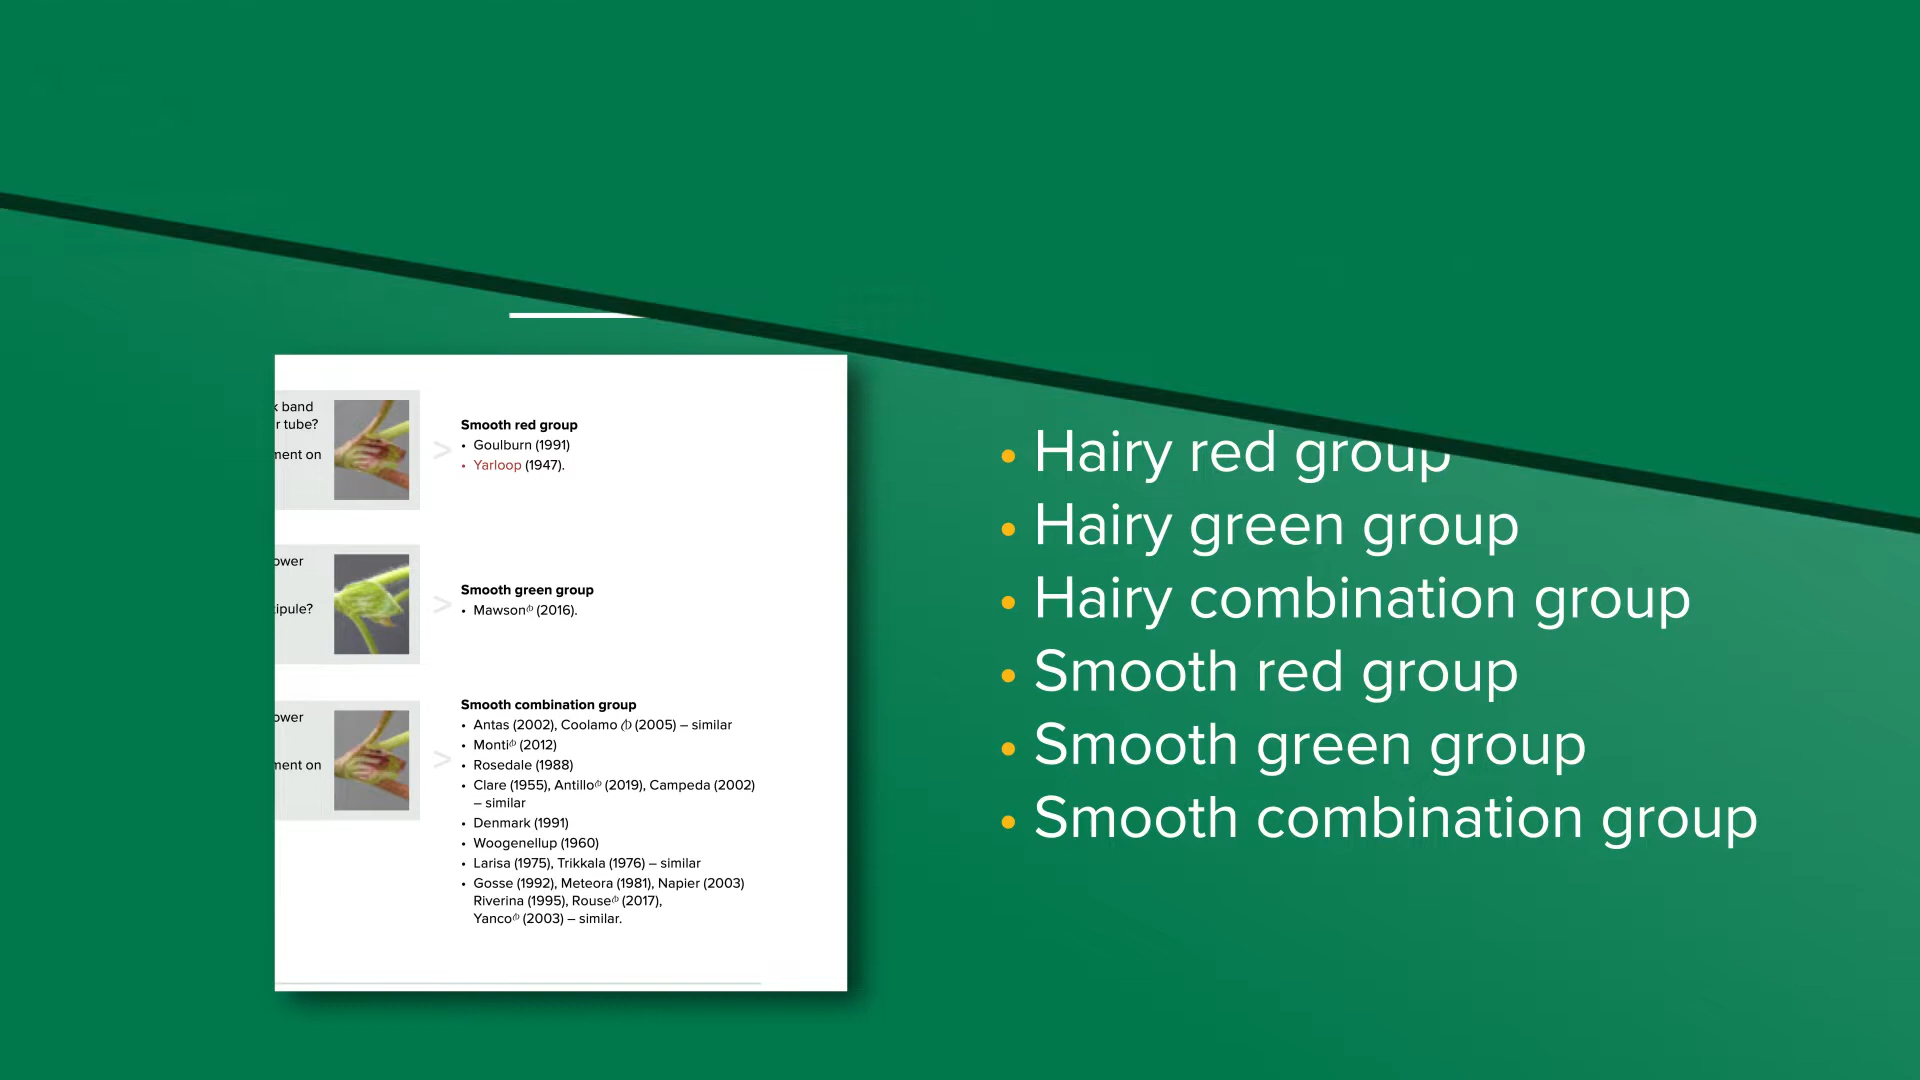 k band
r tube?
ment on
Smooth red group
• Goulburn (1991)
• Yarloop (1947).
ower
tipule?
Smooth green group
• Mawson (2016).
ower
ment on
Smooth combination group
• Antas (2002), Coolamo (2005) – similar
• Monti (2012)
• Rosedale (1988)
• Clare (1955), Antillo (2019), Campeda (2002)
– similar
• Denmark (1991)
• Woogenellup (1960)
• Larisa (1975), Trikkala (1976) – similar
• Gosse (1992), Meteora (1981), Napier (2003)
Riverina (1995), Rouse (2017),
Yanco (2003) – similar.
• Hairy red group
• Hairy green group
• Hairy combination group
• Smooth red group
• Smooth green group
• Smooth combination group